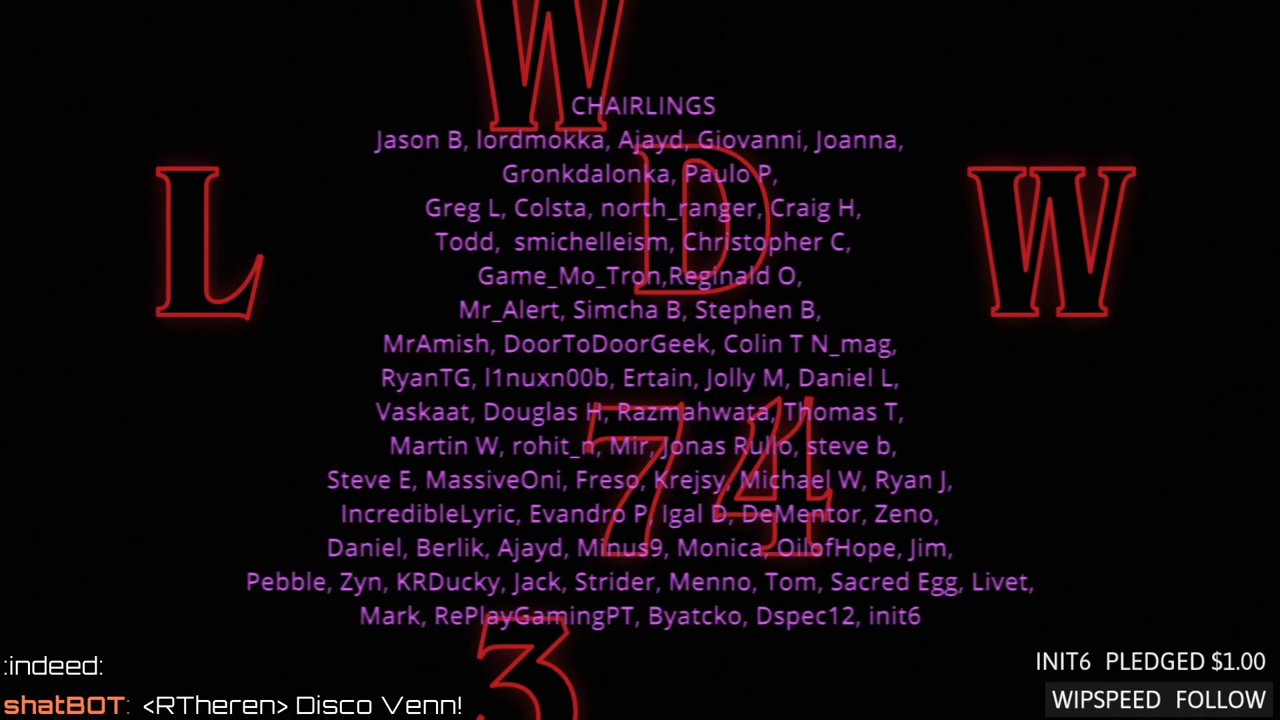 W
CHAIRLINGS
Jason B, lordmokka, Ajayd, Giovanni, Joanna,
Gronkdalonka, Paulo P,
L D W
Greg L, Colsta, north_ranger, Craig H,
Todd,  smichelleism, Christopher C,
Game_Mo_Tron,Reginald O,
Mr_Alert, Simcha B, Stephen B,
MrAmish, DoorToDoorGeek, Colin T N_mag,
RyanTG, l1nuxn00b, Ertain, Jolly M, Daniel L,
Vaskaat, Douglas H, Razmahwata, Thomas T,
Martin W, rohit_n, Mir, Jonas Rullo, steve b,
74
Steve E, MassiveOni, Freso, Krejsy, Michael W, Ryan J,
IncredibleLyric, Evandro P, Igal D, DeMentor, Zeno,
Daniel, Berlik, Ajayd, Minus9, Monica, OilofHope, Jim,
Pebble, Zyn, KRDucky, Jack, Strider, Menno, Tom, Sacred Egg, Livet,
Mark, RePlayGamingPT, Byatcko, Dspec12, init6
3
:indeed:
shatBOT: <RTheren> Disco Venn!
INIT6 PLEDGED $1.00
WIPSPEED FOLLOW